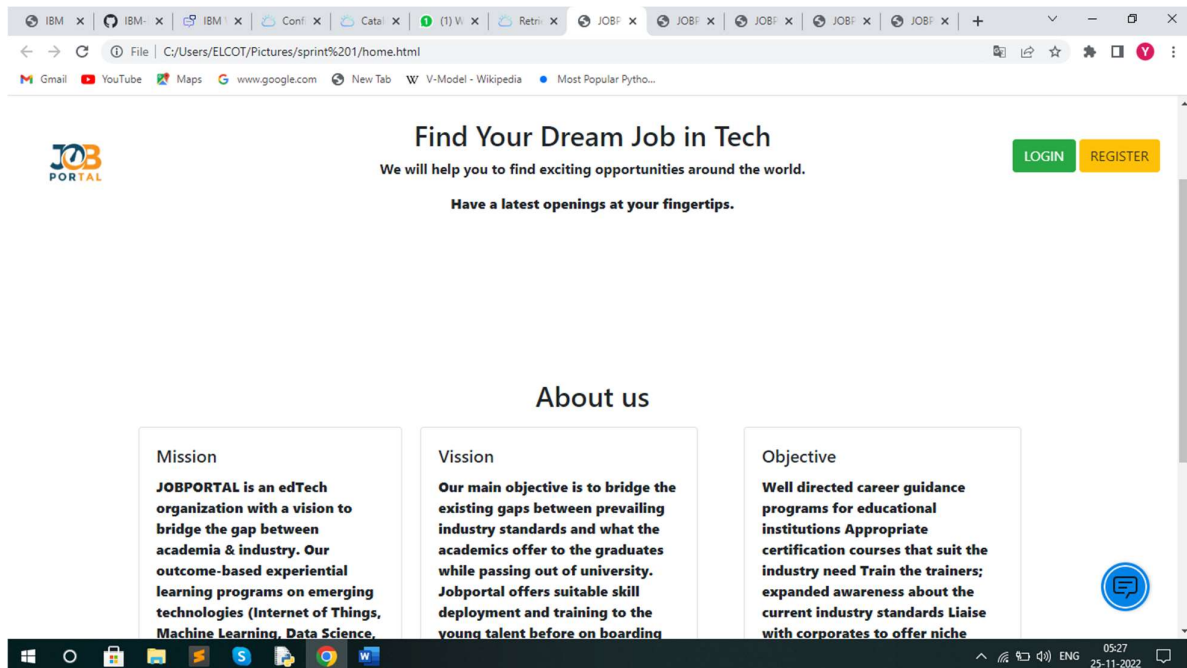 IBM
IBM-
IBM
Conf
Catal
(1) W
Retri
JOBP
JOBP
JOBP
JOBP
JOBP
File | C:/Users/ELCOT/Pictures/sprint%201/home.html
Y
Gmail YouTube Maps www.google.com New Tab W V-Model - Wikipedia Most Popular Pytho...
JOB
PORTAL
Find Your Dream Job in Tech
We will help you to find exciting opportunities around the world.
Have a latest openings at your fingertips.
LOGIN REGISTER
About us
Mission
JOBPORTAL is an edTech
organization with a vision to
bridge the gap between
academia & industry. Our
outcome-based experiential
learning programs on emerging
technologies (Internet of Things,
Machine Learning, Data Science,
Vission
Our main objective is to bridge the
existing gaps between prevailing
industry standards and what the
academics offer to the graduates
while passing out of university.
Jobportal offers suitable skill
deployment and training to the
young talent before on boarding
Objective
Well directed career guidance
programs for educational
institutions Appropriate
certification courses that suit the
industry need Train the trainers;
expanded awareness about the
current industry standards Liaise
with corporates to offer niche
ENG
05:27
25-11-2022